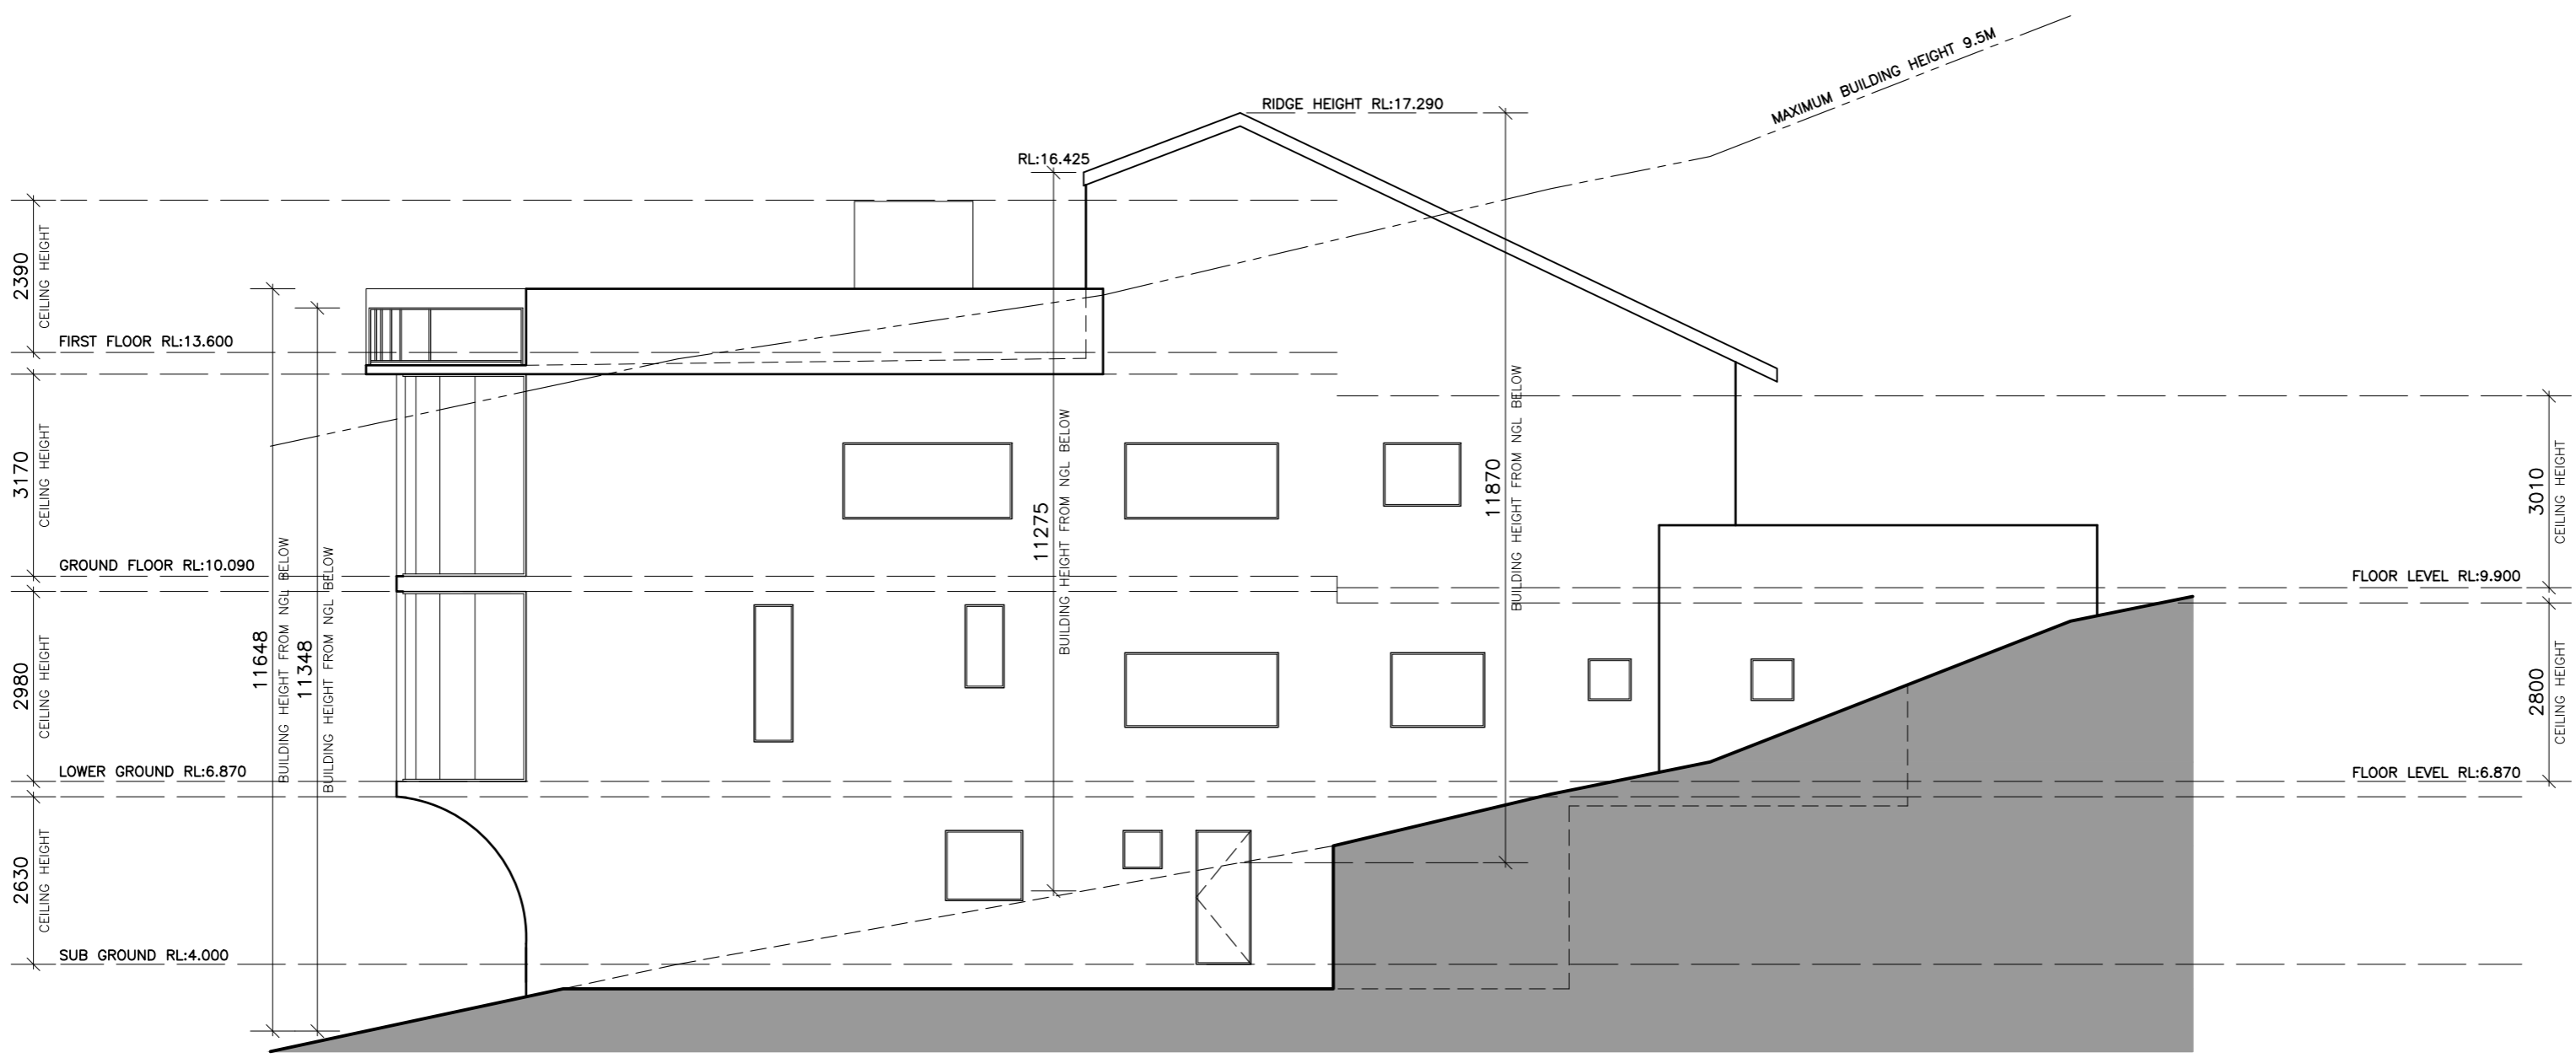 MAXIMUM BUILDING HEIGHT 9.5M
RIDGE HEIGHT RL:17.290
RL:16.425
2390
CEILING HEIGHT
FIRST FLOOR RL:13.600
3170
CEILING HEIGHT
GROUND FLOOR RL:10.090
2980
CEILING HEIGHT
LOWER GROUND RL:6.870
2630
CEILING HEIGHT
SUB GROUND RL:4.000
11648
BUILDING HEIGHT FROM NGL BELOW
11348
BUILDING HEIGHT FROM NGL BELOW
11275
BUILDING HEIGHT FROM NGL BELOW
11870
BUILDING HEIGHT FROM NGL BELOW
3010
CEILING HEIGHT
FLOOR LEVEL RL:9.900
2800
CEILING HEIGHT
FLOOR LEVEL RL:6.870